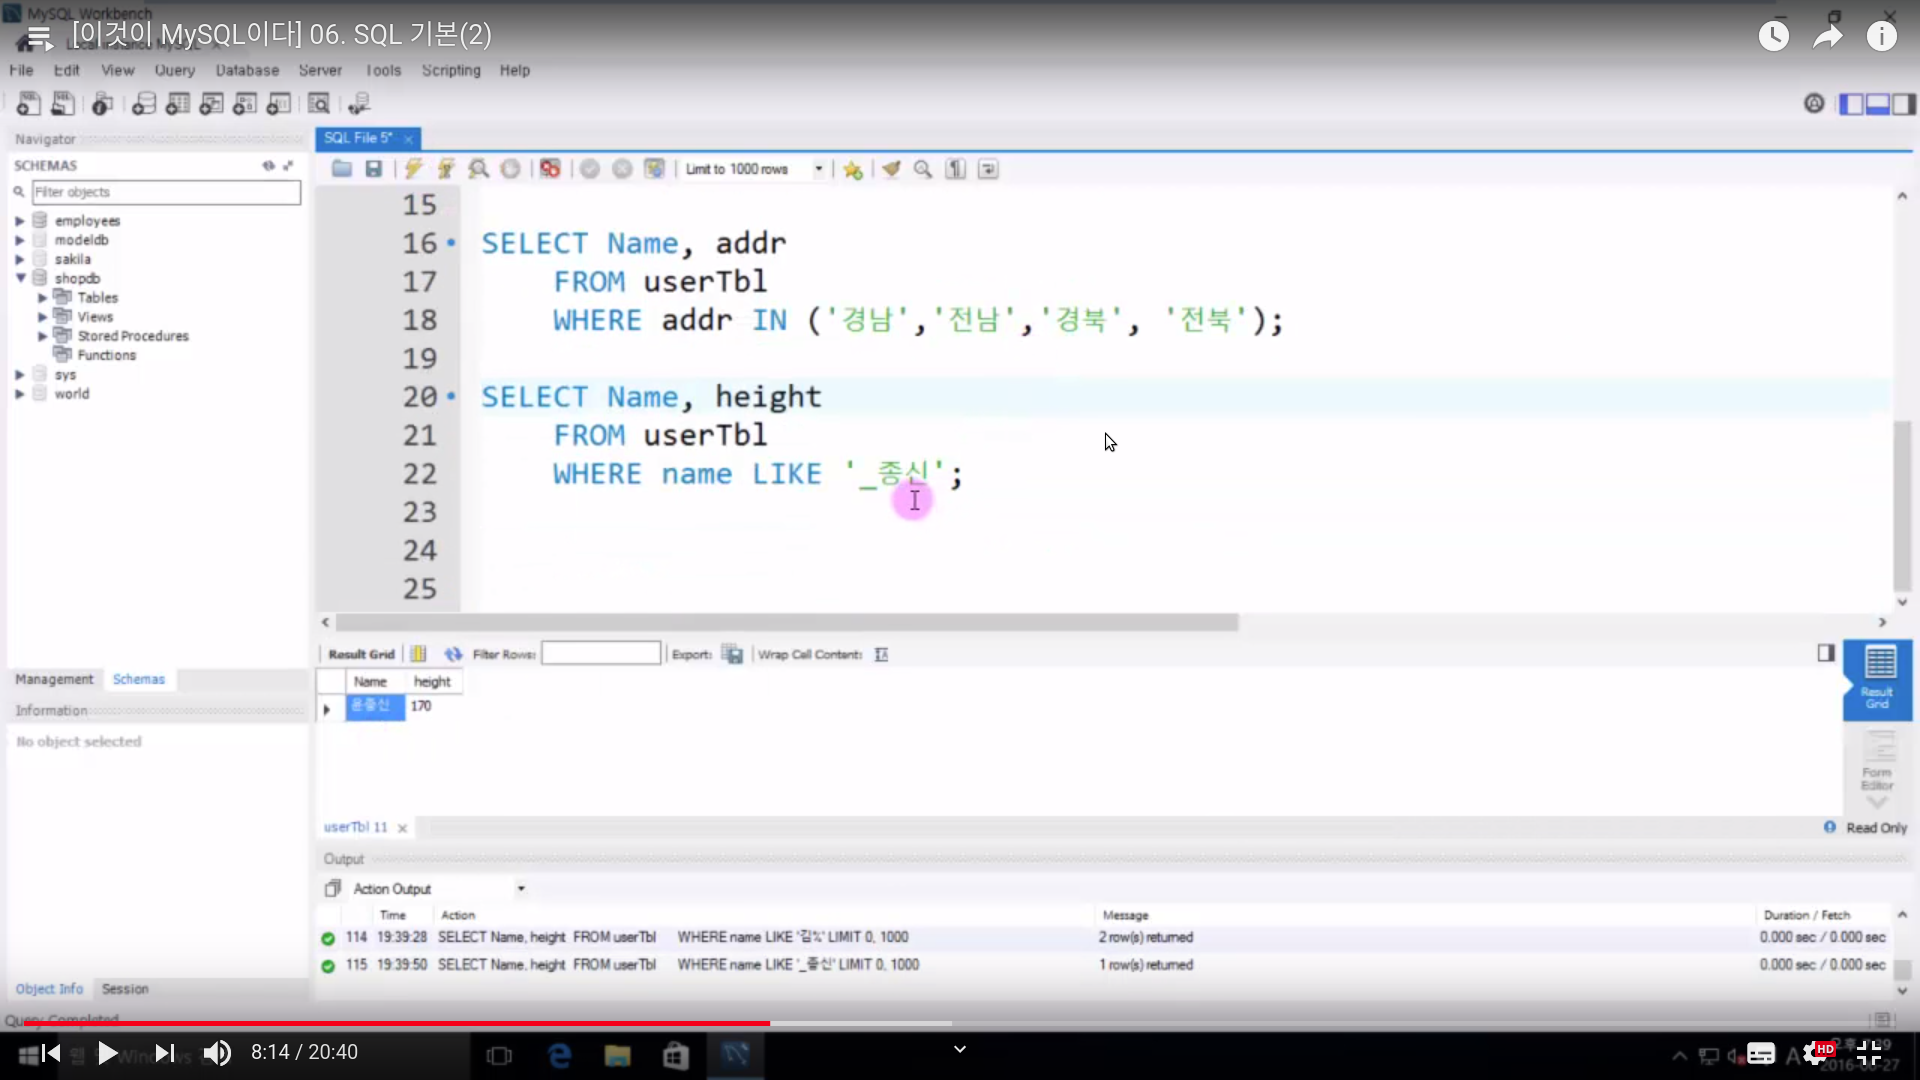 MySQL Workbench
[이것이 MySQL이다] 06. SQL 기본(2)
File Edit View Query Database Server Tools Scripting Help
Navigator
SQL File 5*
SCHEMAS
Limit to 1000 rows
Filter objects
employees
modeldb
sakila
shopdb
Tables
Views
Stored Procedures
Functions
sys
world
15
16 SELECT Name, addr
17 FROM userTbl
18 WHERE addr IN ('경남','전남','경북', '전북');
19
20 SELECT Name, height
21 FROM userTbl
22 WHERE name LIKE '_종신';
23
24
25
Result Grid Filter Rows: Export: Wrap Cell Content:
Name height
윤종신 170
Result
Grid
Form
Editor
Management Schemas
Information
No object selected
userTbl 11
Read Only
Output
Action Output
Time Action Message Duration / Fetch
114 19:39:28 SELECT Name, height FROM userTbl WHERE name LIKE '김%' LIMIT 0, 1000 2 row(s) returned 0.000 sec / 0.000 sec
115 19:39:50 SELECT Name, height FROM userTbl WHERE name LIKE '_종신' LIMIT 0, 1000 1 row(s) returned 0.000 sec / 0.000 sec
Object Info Session
Query Completed
8:14 / 20:40
HD